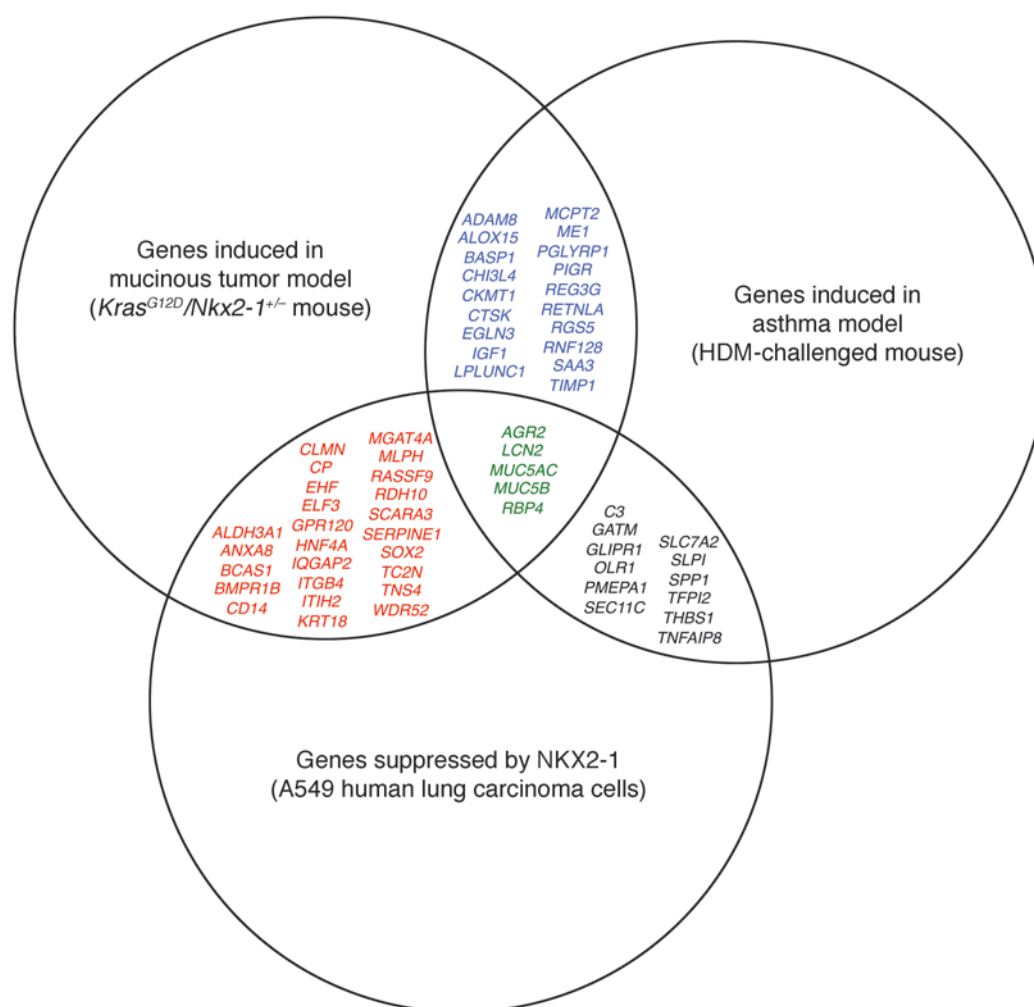 Genes induced in
mucinous tumor model
(KrasG12D/Nkx2-1+/– mouse)
Genes induced in
asthma model
(HDM-challenged mouse)
ADAM8
ALOX15
BASP1
CHI3L4
CKMT1
CTSK
EGLN3
IGF1
LPLUNC1
MCPT2
ME1
PGLYRP1
PIGR
REG3G
RETNLA
RGS5
RNF128
SAA3
TIMP1
AGR2
LCN2
MUC5AC
MUC5B
RBP4
ALDH3A1
ANXA8
BCAS1
BMPR1B
CD14
CLMN
CP
EHF
ELF3
GPR120
HNF4A
IQGAP2
ITGB4
ITIH2
KRT18
MGAT4A
MLPH
RASSF9
RDH10
SCARA3
SERPINE1
SOX2
TC2N
TNS4
WDR52
C3
GATM
GLIPR1
OLR1
PMEPA1
SEC11C
SLC7A2
SLPI
SPP1
TFPI2
THBS1
TNFAIP8
Genes suppressed by NKX2-1
(A549 human lung carcinoma cells)